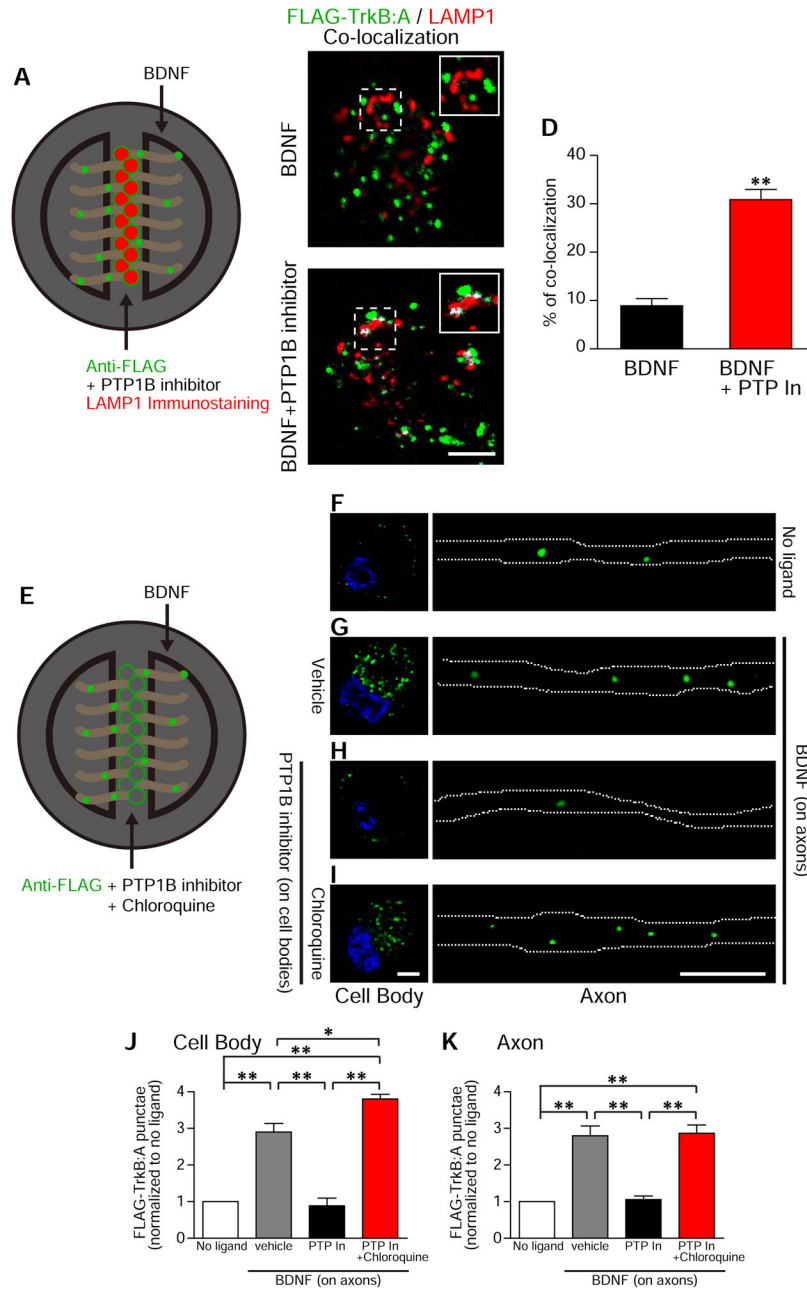 FLAG-TrkB:A / LAMP1
Co-localization
A
BDNF
Anti-FLAG
+ PTP1B inhibitor
LAMP1 Immunostaining
BDNF
BDNF+PTP1B inhibitor
D
% of co-localization
40
30
20
10
0
**
BDNF
BDNF
+ PTP In
E
BDNF
Anti-FLAG + PTP1B inhibitor
+ Chloroquine
F
No ligand
G
Vehicle
H
I
Chloroquine
PTP1B inhibitor
(on cell bodies)
BDNF (on axons)
Cell Body
Axon
J Cell Body
FLAG-TrkB:A punctae
(normalized to no ligand)
4
3
2
1
0
*
**
** ** **
No ligand vehicle PTP In PTP In
+Chloroquine
BDNF (on axons)
K Axon
FLAG-TrkB:A punctae
(normalized to no ligand)
4
3
2
1
0
**
** ** **
No ligand vehicle PTP In PTP In
+Chloroquine
BDNF (on axons)